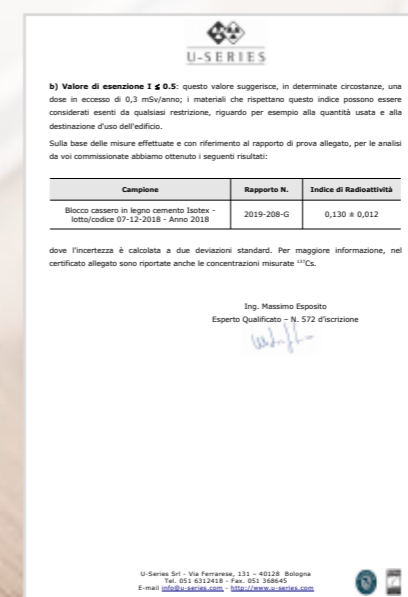 U-SERIES
b) Valore di esenzione I ≤ 0.5: questo valore suggerisce, in determinate circostanze, una
dose in eccesso di 0,3 mSv/anno; i materiali che rispettano questo indice possono essere
considerati esenti da qualsiasi restrizione, riguardo per esempio alla quantità usata e alla
destinazione d'uso dell'edificio.
Sulla base delle misure effettuate e con riferimento al rapporto di prova allegato, per le analisi
da voi commissionate abbiamo ottenuto i seguenti risultati:
Campione Rapporto N. Indice di Radioattività
Blocco cassero in legno cemento Isotex -
lotto/codice 07-12-2018 - Anno 2018 2019-208-G 0,130 ± 0,012
dove l'incertezza è calcolata a due deviazioni standard. Per maggiore informazione, nel
certificato allegato sono riportate anche le concentrazioni misurate ¹³⁷Cs.
Ing. Massimo Esposito
Esperto Qualificato – N. 572 d'iscrizione
U-Series Srl - Via Ferrarese, 131 – 40128 Bologna
Tel. 051 6312418 - Fax. 051 368645
E-mail info@u-series.com - http://www.u-series.com